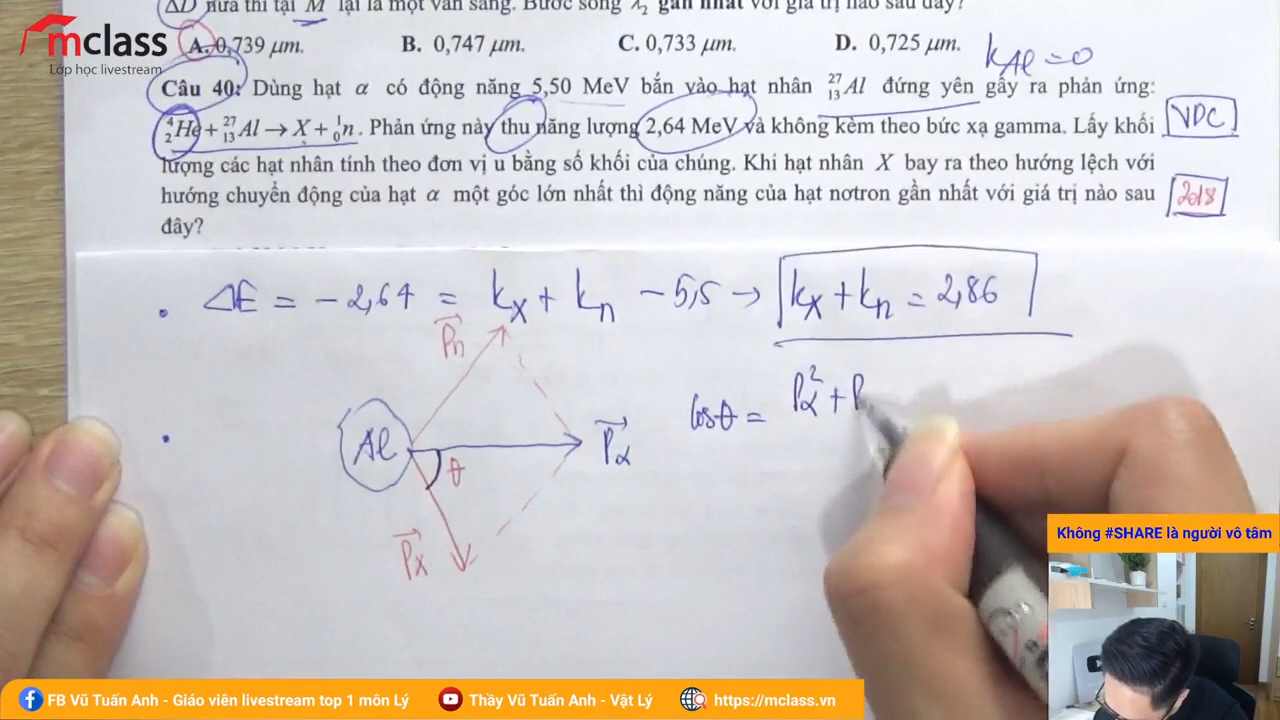 ΔD nữa thì tại M lại là một vân sáng. Bước sóng λ₂ gần nhất với giá trị nào sau đây?
mclass
Lớp học livestream
A. 0,739 μm. B. 0,747 μm. C. 0,733 μm. D. 0,725 μm.
kAl = 0
Câu 40: Dùng hạt α có động năng 5,50 MeV bắn vào hạt nhân ²⁷₁₃Al đứng yên gây ra phản ứng:
⁴₂He + ²⁷₁₃Al → X + ¹₀n. Phản ứng này thu năng lượng 2,64 MeV và không kèm theo bức xạ gamma. Lấy khối
VDC
lượng các hạt nhân tính theo đơn vị u bằng số khối của chúng. Khi hạt nhân X bay ra theo hướng lệch với
hướng chuyển động của hạt α một góc lớn nhất thì động năng của hạt nơtron gần nhất với giá trị nào sau
2018
đây?
ΔE = -2,64 = kX + kn - 5,5 → kX + kn = 2,86
Pn
cosθ = Pα² + P
Al
Pα
θ
PX
Không #SHARE là người vô tâm
FB Vũ Tuấn Anh - Giáo viên livestream top 1 môn Lý
Thầy Vũ Tuấn Anh - Vật Lý
https://mclass.vn